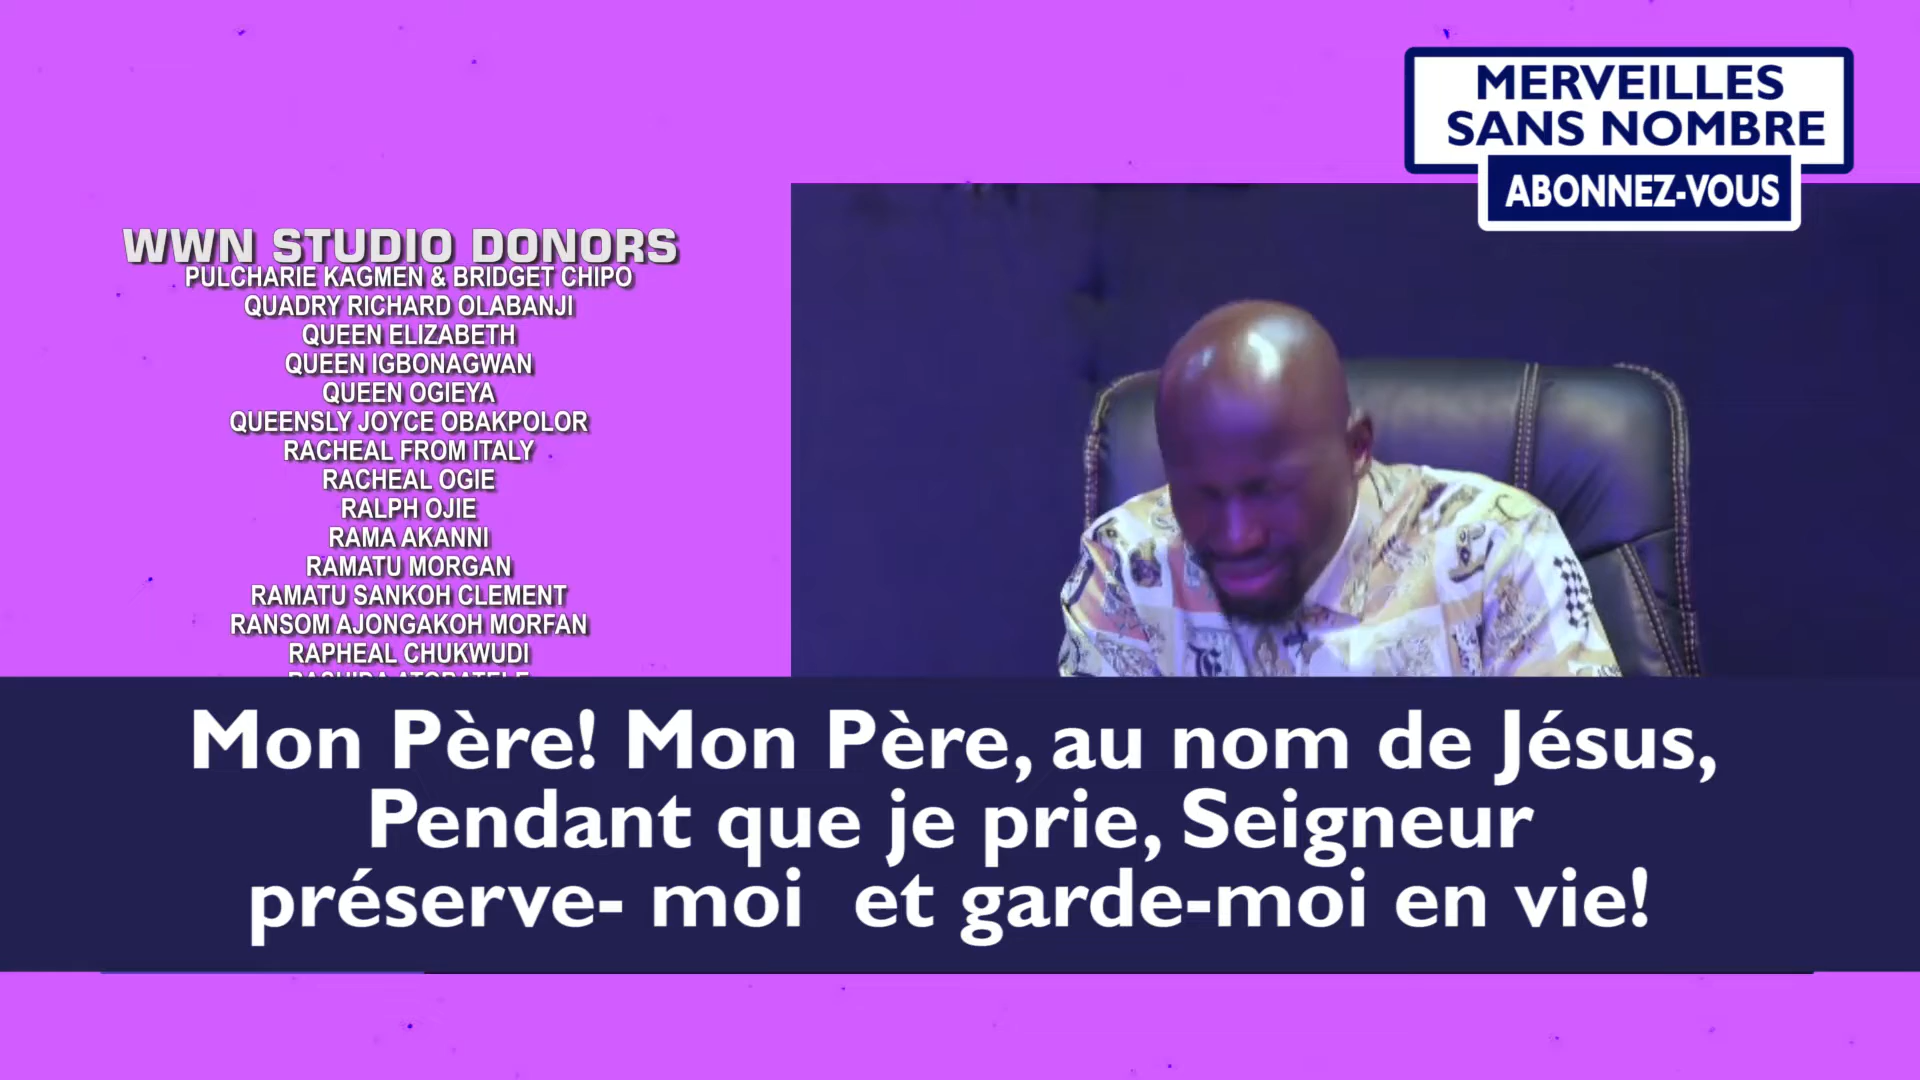 MERVEILLES
SANS NOMBRE
ABONNEZ-VOUS
WWN STUDIO DONORS
PULCHARIE KAGMEN & BRIDGET CHIPO
QUADRY RICHARD OLABANJI
QUEEN ELIZABETH
QUEEN IGBONAGWAN
QUEEN OGIEYA
QUEENSLY JOYCE OBAKPOLOR
RACHEAL FROM ITALY
RACHEAL OGIE
RALPH OJIE
RAMA AKANNI
RAMATU MORGAN
RAMATU SANKOH CLEMENT
RANSOM AJONGAKOH MORFAN
RAPHEAL CHUKWUDI
Mon Père! Mon Père, au nom de Jésus,
Pendant que je prie, Seigneur
préserve- moi et garde-moi en vie!